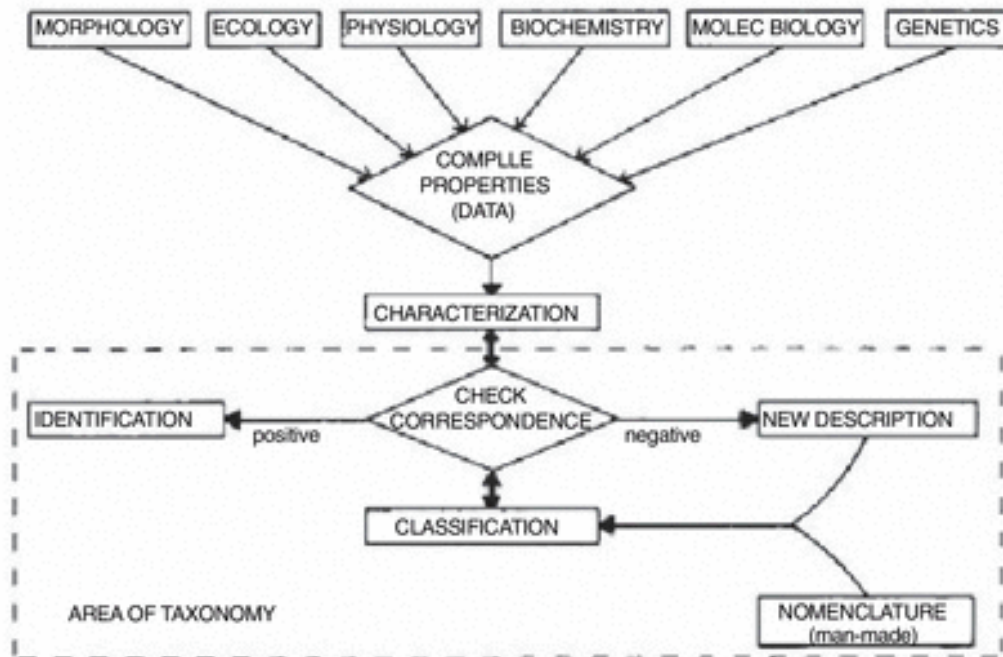 MORPHOLOGY ECOLOGY PHYSIOLOGY BIOCHEMISTRY MOLEC BIOLOGY GENETICS
COMPLLE
PROPERTIES
(DATA)
CHARACTERIZATION
CHECK
CORRESPONDENCE
IDENTIFICATION
positive
negative
NEW DESCRIPTION
CLASSIFICATION
AREA OF TAXONOMY
NOMENCLATURE
(man-made)